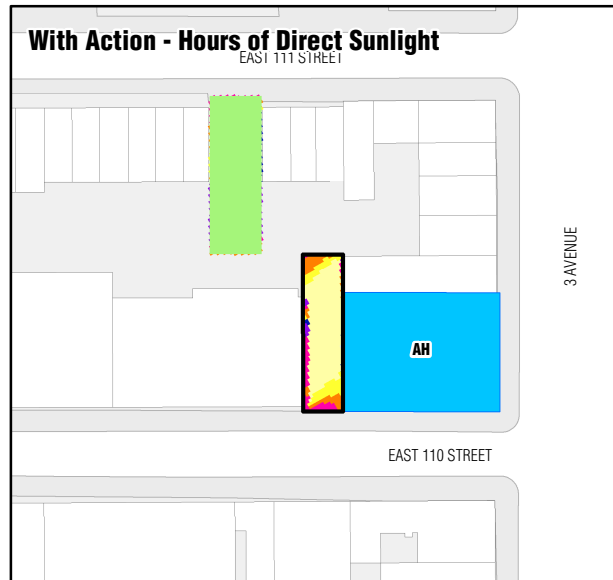 With Action - Hours of Direct Sunlight
EAST 111 STREET
3 AVENUE
AH
EAST 110 STREET